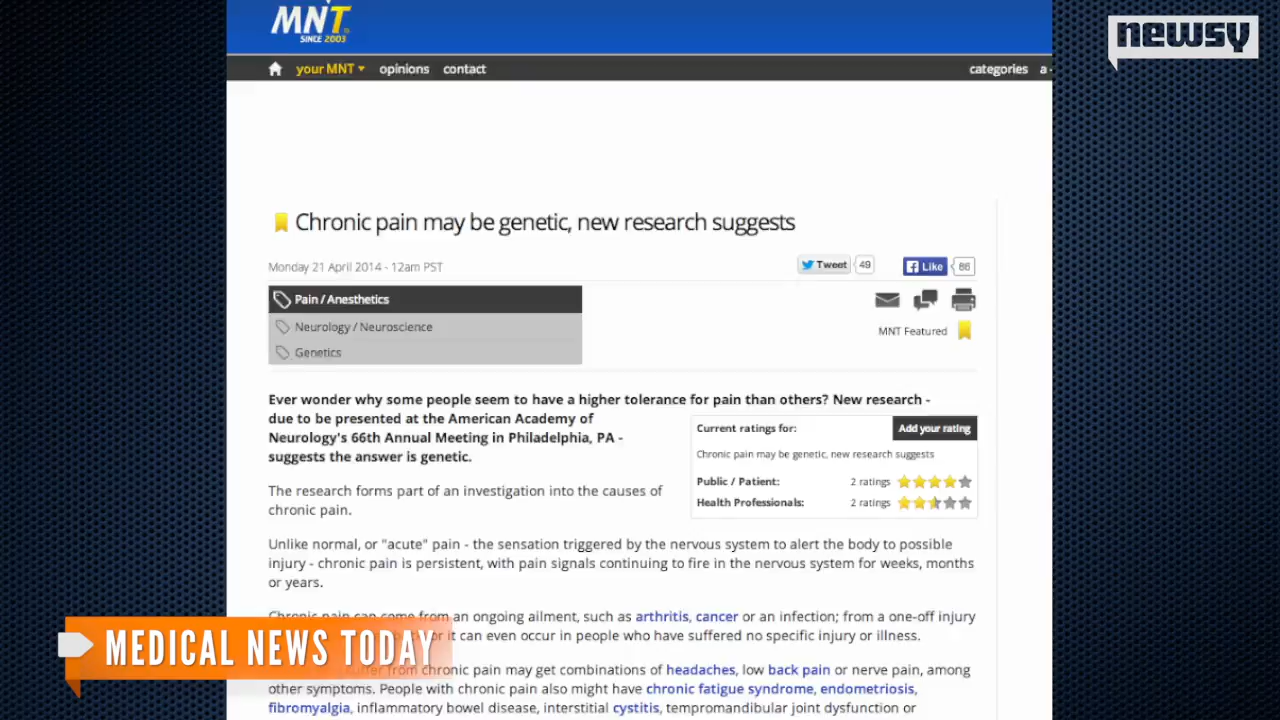 MNT
SINCE 2003
newsy
your MNT opinions contact categories a -
Chronic pain may be genetic, new research suggests
Monday 21 April 2014 - 12am PST
Tweet 49 Like 86
Pain / Anesthetics
Neurology / Neuroscience
Genetics
MNT Featured
Ever wonder why some people seem to have a higher tolerance for pain than others? New research -
due to be presented at the American Academy of
Neurology's 66th Annual Meeting in Philadelphia, PA -
suggests the answer is genetic.
Current ratings for: Add your rating
Chronic pain may be genetic, new research suggests
Public / Patient: 2 ratings
Health Professionals: 2 ratings
The research forms part of an investigation into the causes of
chronic pain.
Unlike normal, or "acute" pain - the sensation triggered by the nervous system to alert the body to possible
injury - chronic pain is persistent, with pain signals continuing to fire in the nervous system for weeks, months
or years.
Chronic pain can come from an ongoing ailment, such as arthritis, cancer or an infection; from a one-off injury
it can even occur in people who have suffered no specific injury or illness.
MEDICAL NEWS TODAY
suffer from chronic pain may get combinations of headaches, low back pain or nerve pain, among
other symptoms. People with chronic pain also might have chronic fatigue syndrome, endometriosis,
fibromyalgia, inflammatory bowel disease, interstitial cystitis, tempromandibular joint dysfunction or